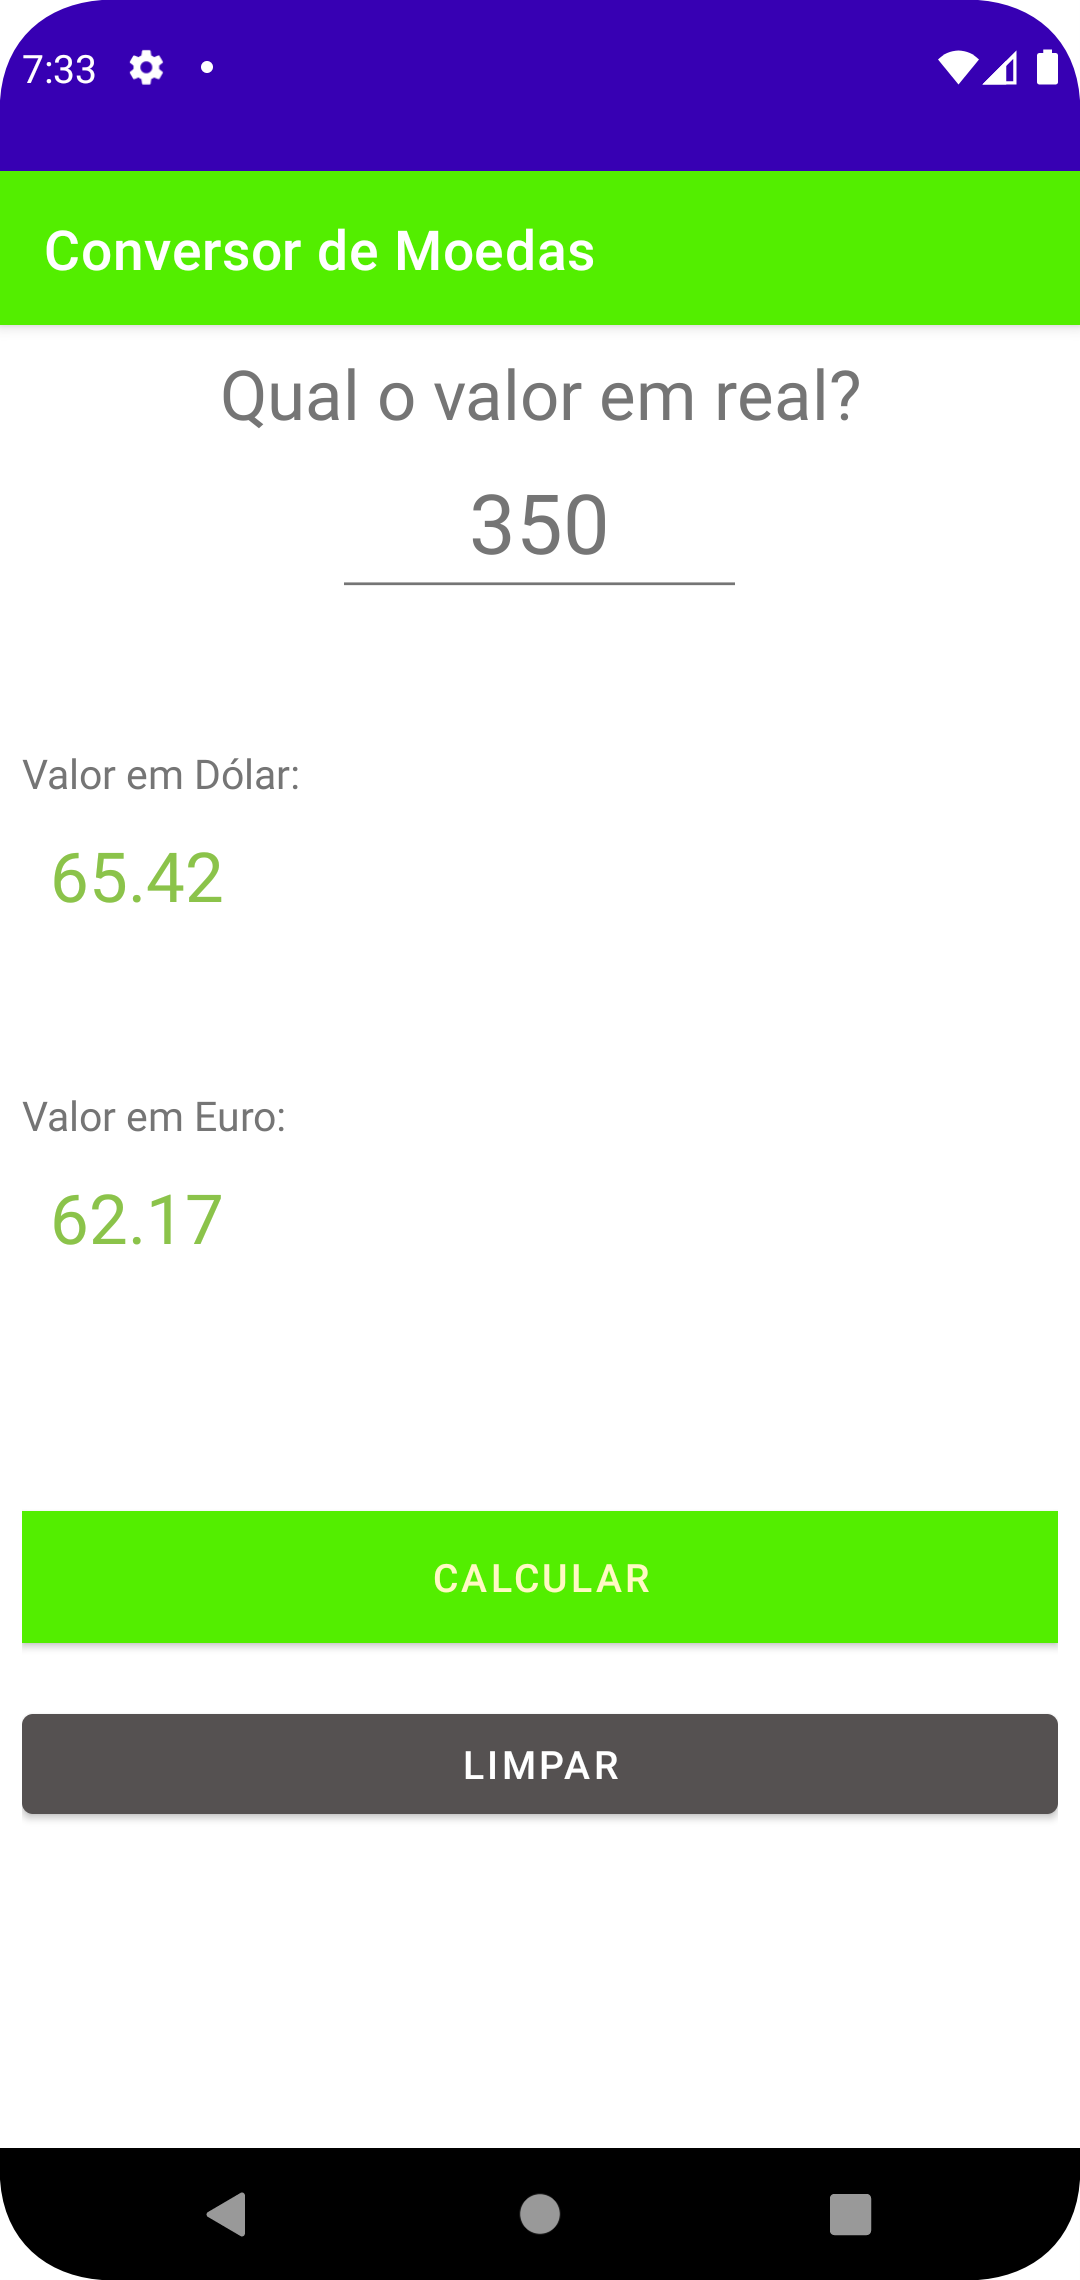 7:33
Conversor de Moedas
Qual o valor em real?
350
Valor em Dólar:
65.42
Valor em Euro:
62.17
CALCULAR
LIMPAR